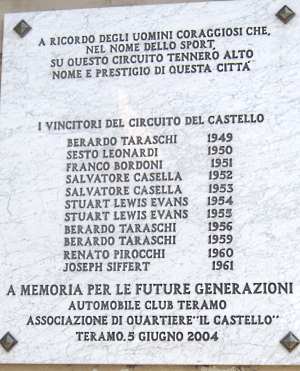 A RICORDO DEGLI UOMINI CORAGGIOSI CHE,
NEL NOME DELLO SPORT,
SU QUESTO CIRCUITO TENNERO ALTO
NOME E PRESTIGIO DI QUESTA CITTÀ
I VINCITORI DEL CIRCUITO DEL CASTELLO
BERARDO TARASCHI 1949
SESTO LEONARDI 1950
FRANCO BORDONI 1951
SALVATORE CASELLA 1952
SALVATORE CASELLA 1953
STUART LEWIS EVANS 1954
STUART LEWIS EVANS 1955
BERARDO TARASCHI 1956
BERARDO TARASCHI 1959
RENATO PIROCCHI 1960
JOSEPH SIFFERT 1961
A MEMORIA PER LE FUTURE GENERAZIONI
AUTOMOBILE CLUB TERAMO
ASSOCIAZIONE DI QUARTIERE "IL CASTELLO"
TERAMO, 5 GIUGNO 2004